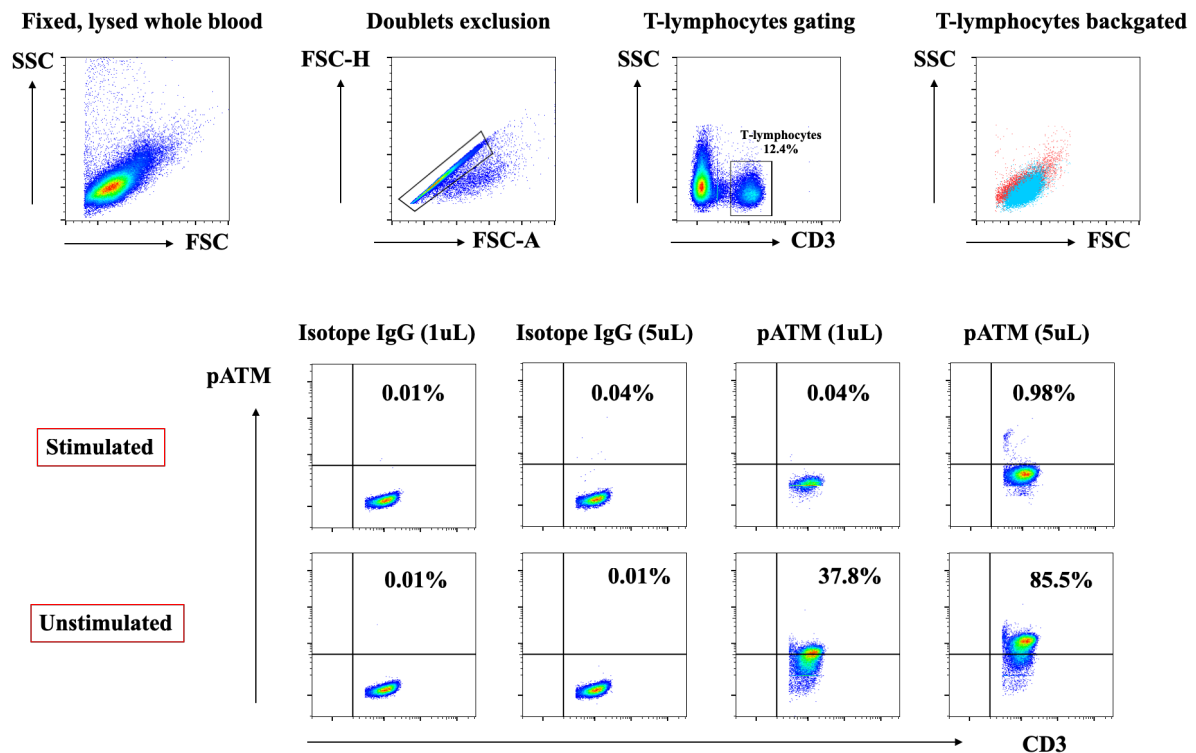 Fixed, lysed whole blood
Doublets exclusion
T-lymphocytes gating
T-lymphocytes backgated
SSC
FSC
FSC-H
FSC-A
SSC
T-lymphocytes
12.4%
CD3
SSC
FSC
Isotope IgG (1uL)
Isotope IgG (5uL)
pATM (1uL)
pATM (5uL)
pATM
Stimulated
0.01%
0.04%
0.04%
0.98%
Unstimulated
0.01%
0.01%
37.8%
85.5%
CD3